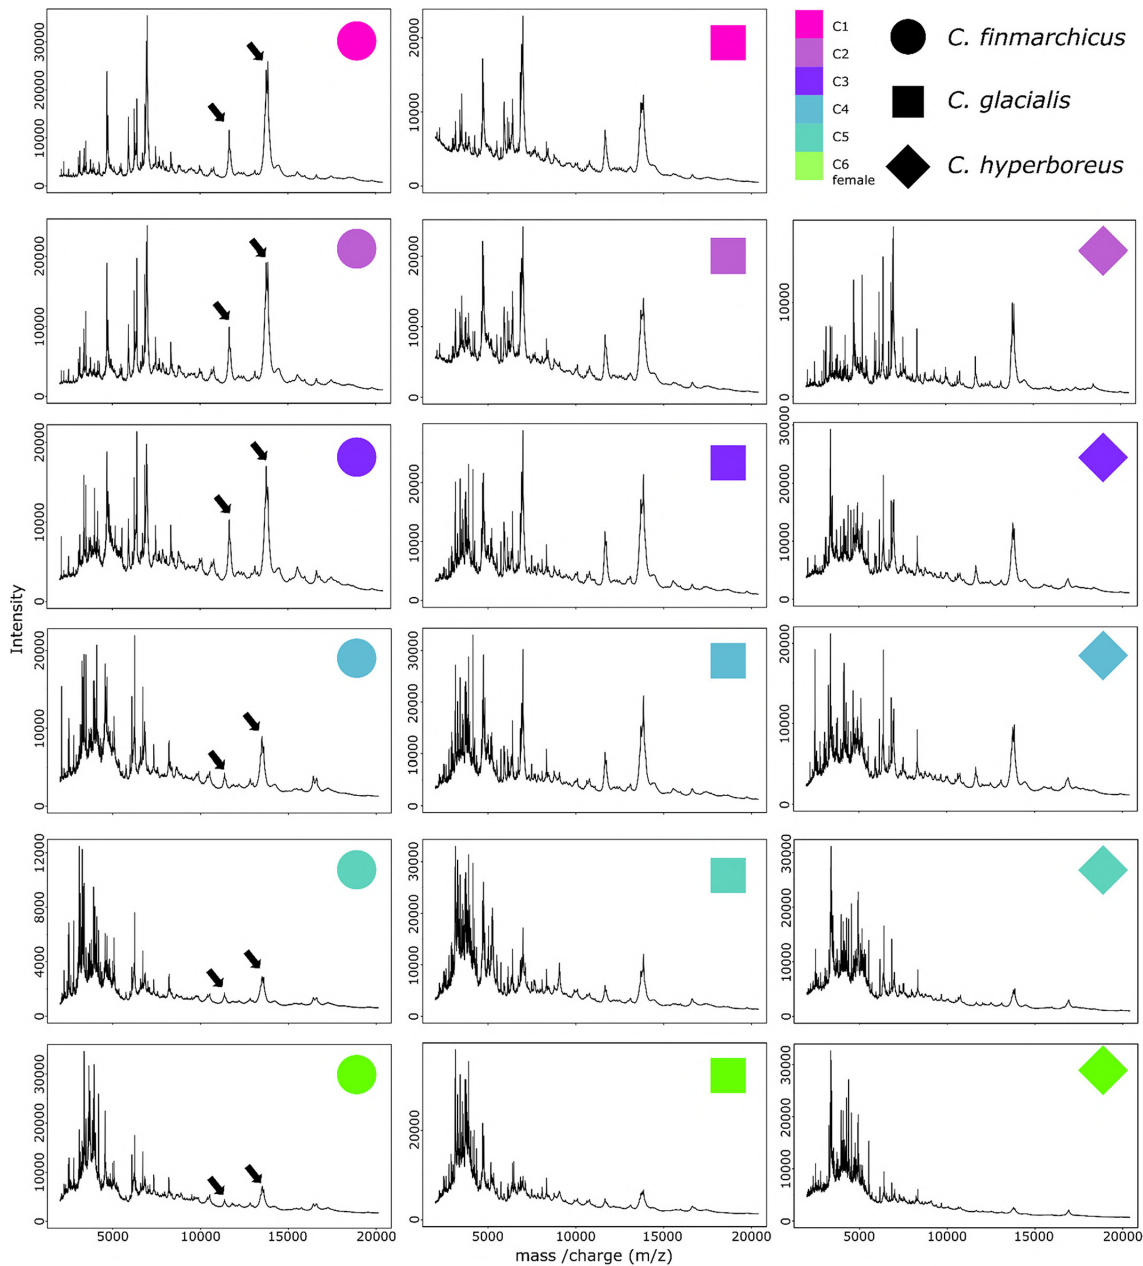 C1
C2
C3
C4
C5
C6
female
C. finmarchicus
C. glacialis
C. hyperboreus
0 10000 20000 30000
0 10000 20000
0 10000 20000
0 10000 20000
0 10000
0 10000 20000
0 10000 20000
0 10000 20000 30000
0 10000 20000
0 10000 20000 30000
0 10000 20000
0 4000 8000 12000
0 10000 20000 30000
0 10000 20000 30000
0 10000 20000 30000
0 20000
0 10000 20000 30000
Intensity
5000 10000 15000 20000
5000 10000 15000 20000
5000 10000 15000 20000
mass /charge (m/z)